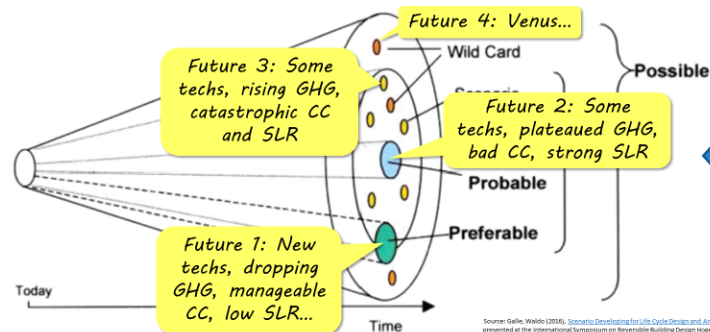 Future 4: Venus...
Wild Card
Possible
Future 3: Some
techs, rising GHG,
catastrophic CC
and SLR
Future 2: Some
techs, plateaued GHG,
bad CC, strong SLR
Probable
Preferable
Future 1: New
techs, dropping
GHG, manageable
CC, low SLR...
Today
Time
Source: Galle, Waldo (2016), Scenario Developing for Life Cycle Design and An
presented at the International Symposium on Reversible Building Design